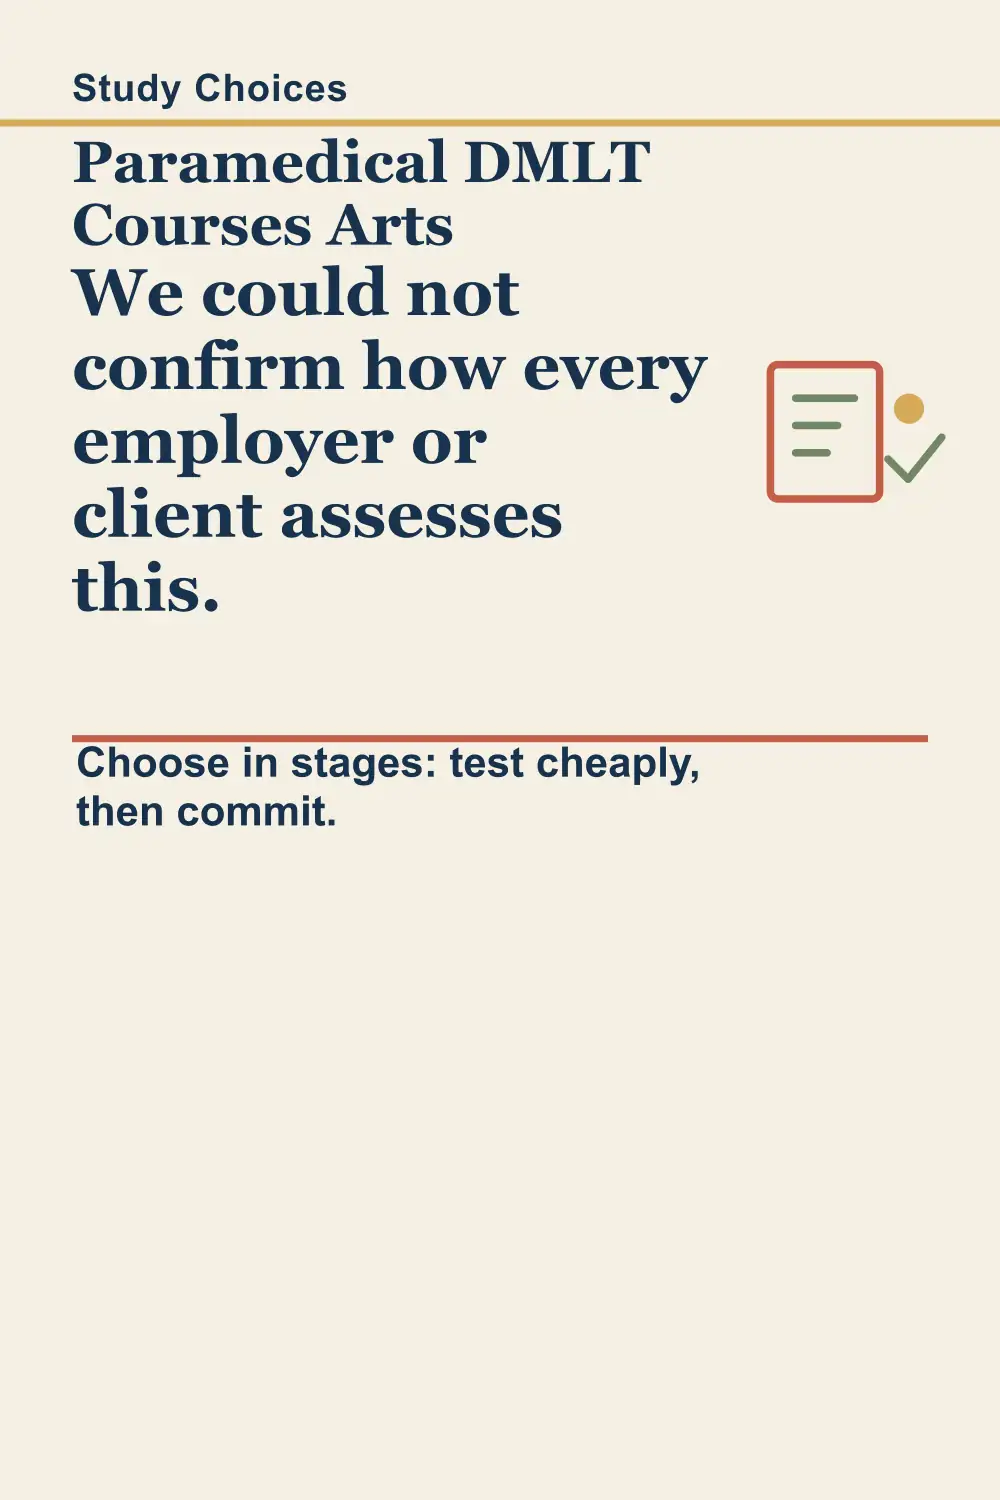 Study Choices
Paramedical DMLT
Courses Arts
We could not
confirm how every
employer or
client assesses
this.
Choose in stages: test cheaply,
then commit.